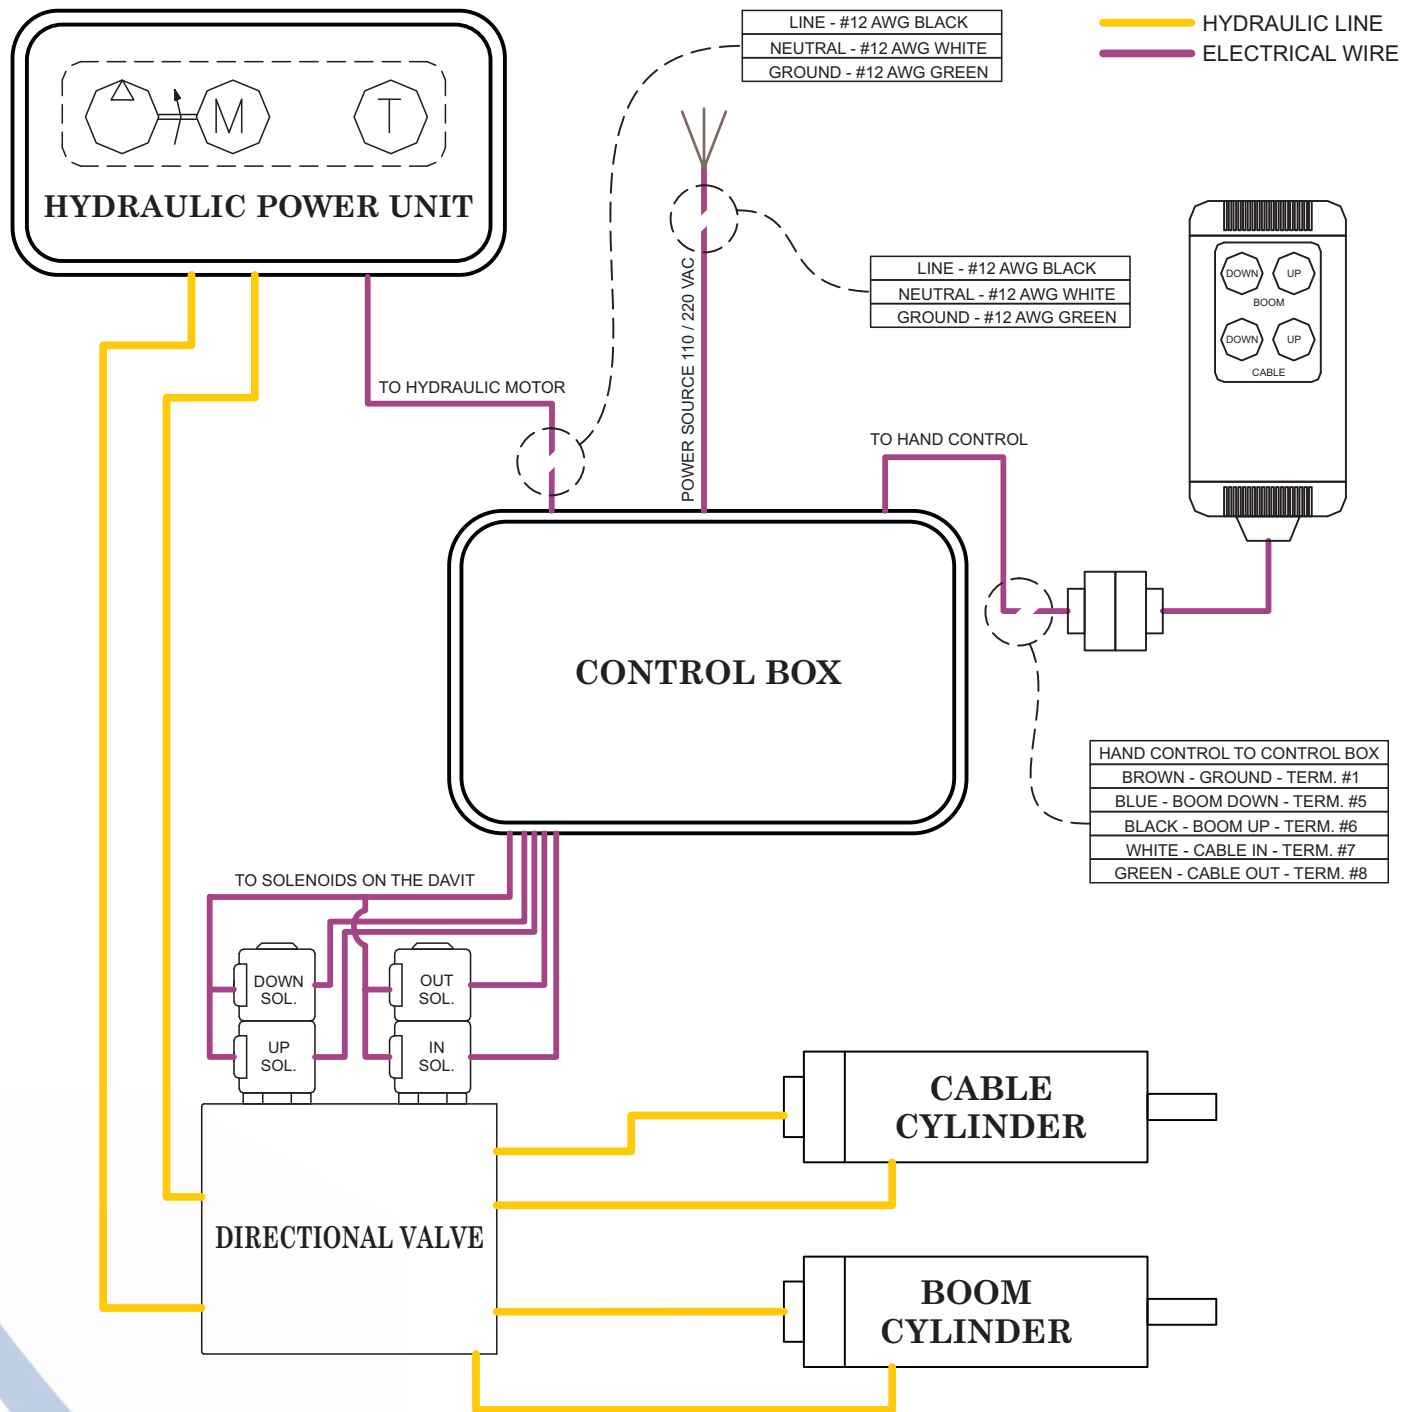 LINE - #12 AWG BLACK
NEUTRAL - #12 AWG WHITE
GROUND - #12 AWG GREEN
HYDRAULIC LINE
ELECTRICAL WIRE
M
T
HYDRAULIC POWER UNIT
LINE - #12 AWG BLACK
NEUTRAL - #12 AWG WHITE
GROUND - #12 AWG GREEN
DOWN
UP
BOOM
DOWN
UP
CABLE
TO HYDRAULIC MOTOR
POWER SOURCE 110 / 220 VAC
TO HAND CONTROL
CONTROL BOX
HAND CONTROL TO CONTROL BOX
BROWN - GROUND - TERM. #1
BLUE - BOOM DOWN - TERM. #5
BLACK - BOOM UP - TERM. #6
WHITE - CABLE IN - TERM. #7
GREEN - CABLE OUT - TERM. #8
TO SOLENOIDS ON THE DAVIT
DOWN
SOL.
OUT
SOL.
UP
SOL.
IN
SOL.
CABLE
CYLINDER
DIRECTIONAL VALVE
BOOM
CYLINDER